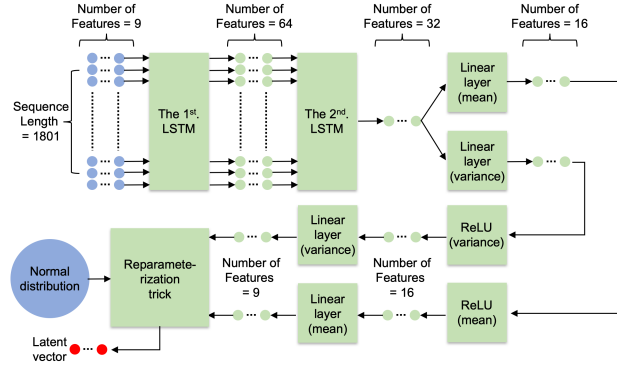 Number of
Features = 9
Number of
Features = 64
Number of
Features = 32
Number of
Features = 16
Sequence
Length
= 1801
The 1st.
LSTM
The 2nd.
LSTM
Linear
layer
(mean)
Linear
layer
(variance)
Normal
distribution
Reparamete-
rization
trick
Linear
layer
(variance)
ReLU
(variance)
Number of
Features
= 9
Number of
Features
= 16
Linear
layer
(mean)
ReLU
(mean)
Latent
vector